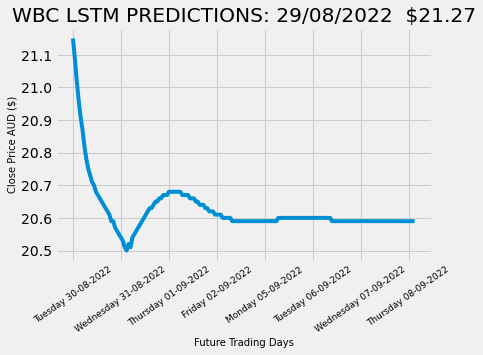 WBC LSTM PREDICTIONS: 29/08/2022 $21.27
Close Price AUD ($)
21.1
21.0
20.9
20.8
20.7
20.6
20.5
Tuesday 30-08-2022
Wednesday 31-08-2022
Thursday 01-09-2022
Friday 02-09-2022
Monday 05-09-2022
Tuesday 06-09-2022
Wednesday 07-09-2022
Thursday 08-09-2022
Future Trading Days